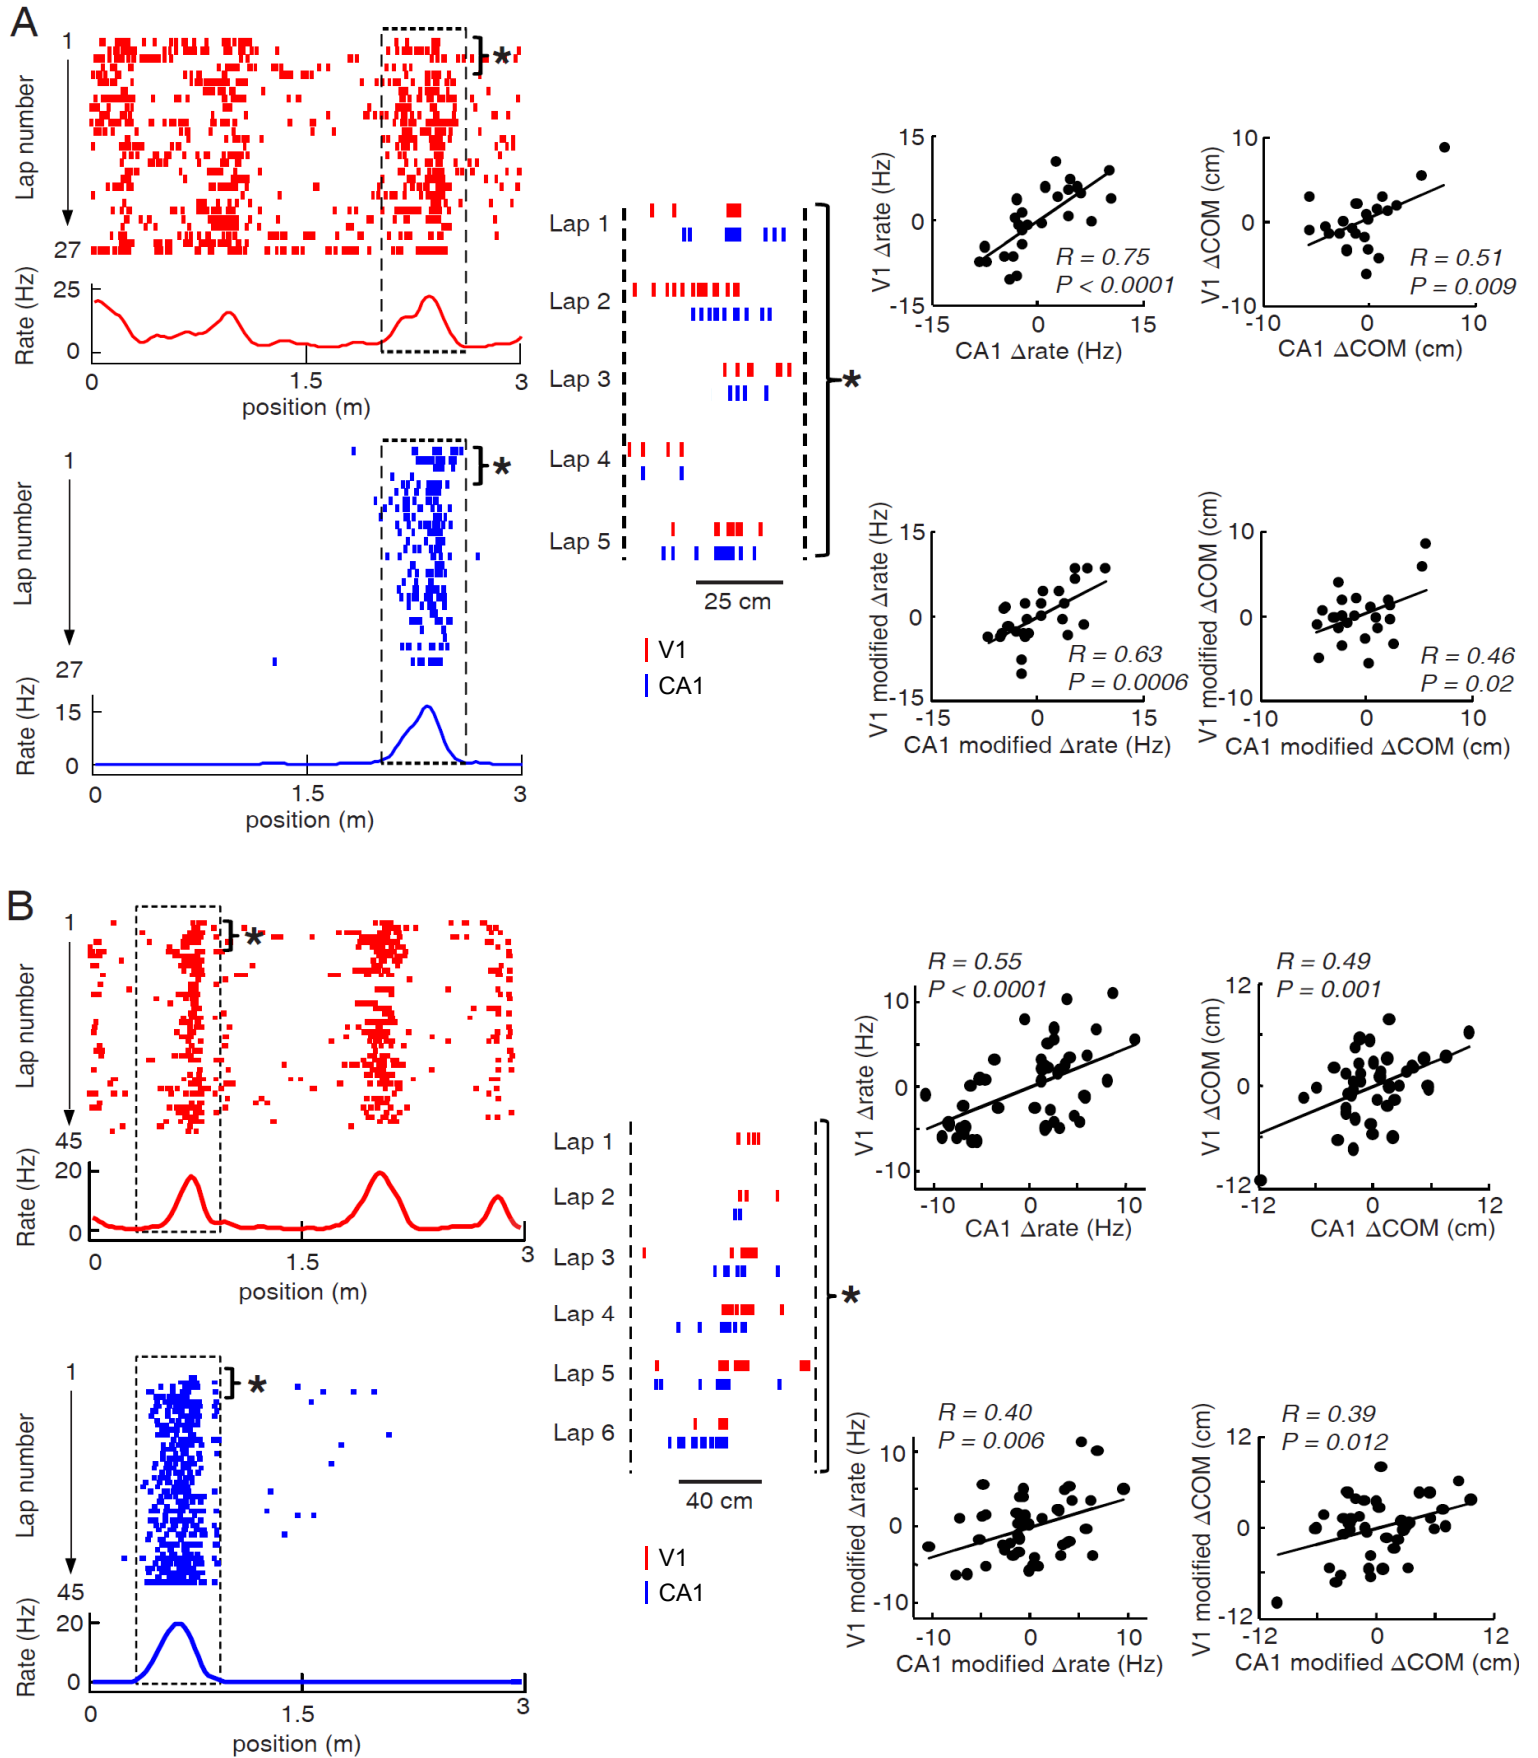 A
1
Lap number
27
*
25
Rate (Hz)
0
0 1.5 3
position (m)
1
Lap number
27
*
15
Rate (Hz)
0
0 1.5 3
position (m)
Lap 1
Lap 2
Lap 3
Lap 4
Lap 5
*
25 cm
V1
CA1
15
V1 Δrate (Hz)
0
-15
R = 0.75
P < 0.0001
-15 0 15
CA1 Δrate (Hz)
10
V1 ΔCOM (cm)
0
-10
R = 0.51
P = 0.009
-10 0 10
CA1 ΔCOM (cm)
15
V1 modified Δrate (Hz)
0
-15
R = 0.63
P = 0.0006
-15 0 15
CA1 modified Δrate (Hz)
10
V1 modified ΔCOM (cm)
0
-10
R = 0.46
P = 0.02
-10 0 10
CA1 modified ΔCOM (cm)
B
1
Lap number
45
*
20
Rate (Hz)
0
0 1.5 3
position (m)
1
Lap number
45
*
20
Rate (Hz)
0
0 1.5 3
position (m)
Lap 1
Lap 2
Lap 3
Lap 4
Lap 5
Lap 6
*
40 cm
V1
CA1
R = 0.55
P < 0.0001
10
V1 Δrate (Hz)
0
-10
-10 0 10
CA1 Δrate (Hz)
R = 0.49
P = 0.001
12
V1 ΔCOM (cm)
0
-12
-12 0 12
CA1 ΔCOM (cm)
R = 0.40
P = 0.006
10
V1 modified Δrate (Hz)
0
-10
-10 0 10
CA1 modified Δrate (Hz)
R = 0.39
P = 0.012
12
V1 modified ΔCOM (cm)
0
-12
-12 0 12
CA1 modified ΔCOM (cm)